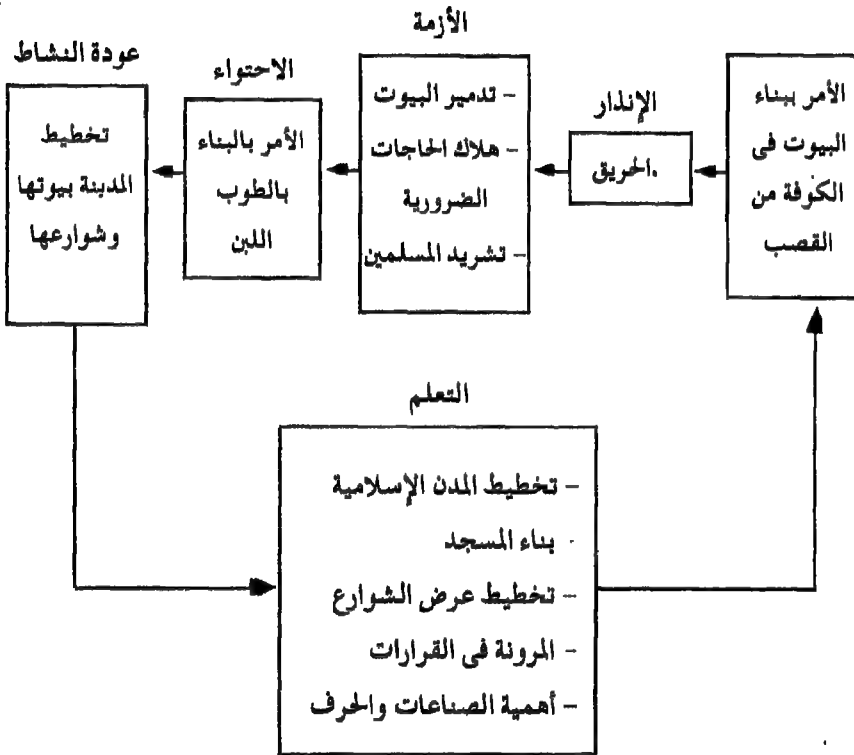 الأمر ببناء
البيوت فى
الكوفة من
القصب
الإنذار
الحريق.
الأزمة
- تدمير البيوت
- هلاك الحاجات
الضرورية
- تشريد المسلمين
الاحتواء
الأمر بالبناء
بالطوب
اللبن
عودة النشاط
تخطيط
المدينة بيوتها
وشوارعها
التعلم
- تخطيط المدن الإسلامية
· بناء المسجد
- تخطيط عرض الشوارع
- المرونة فى القرارات
- أهمية الصناعات والحرف